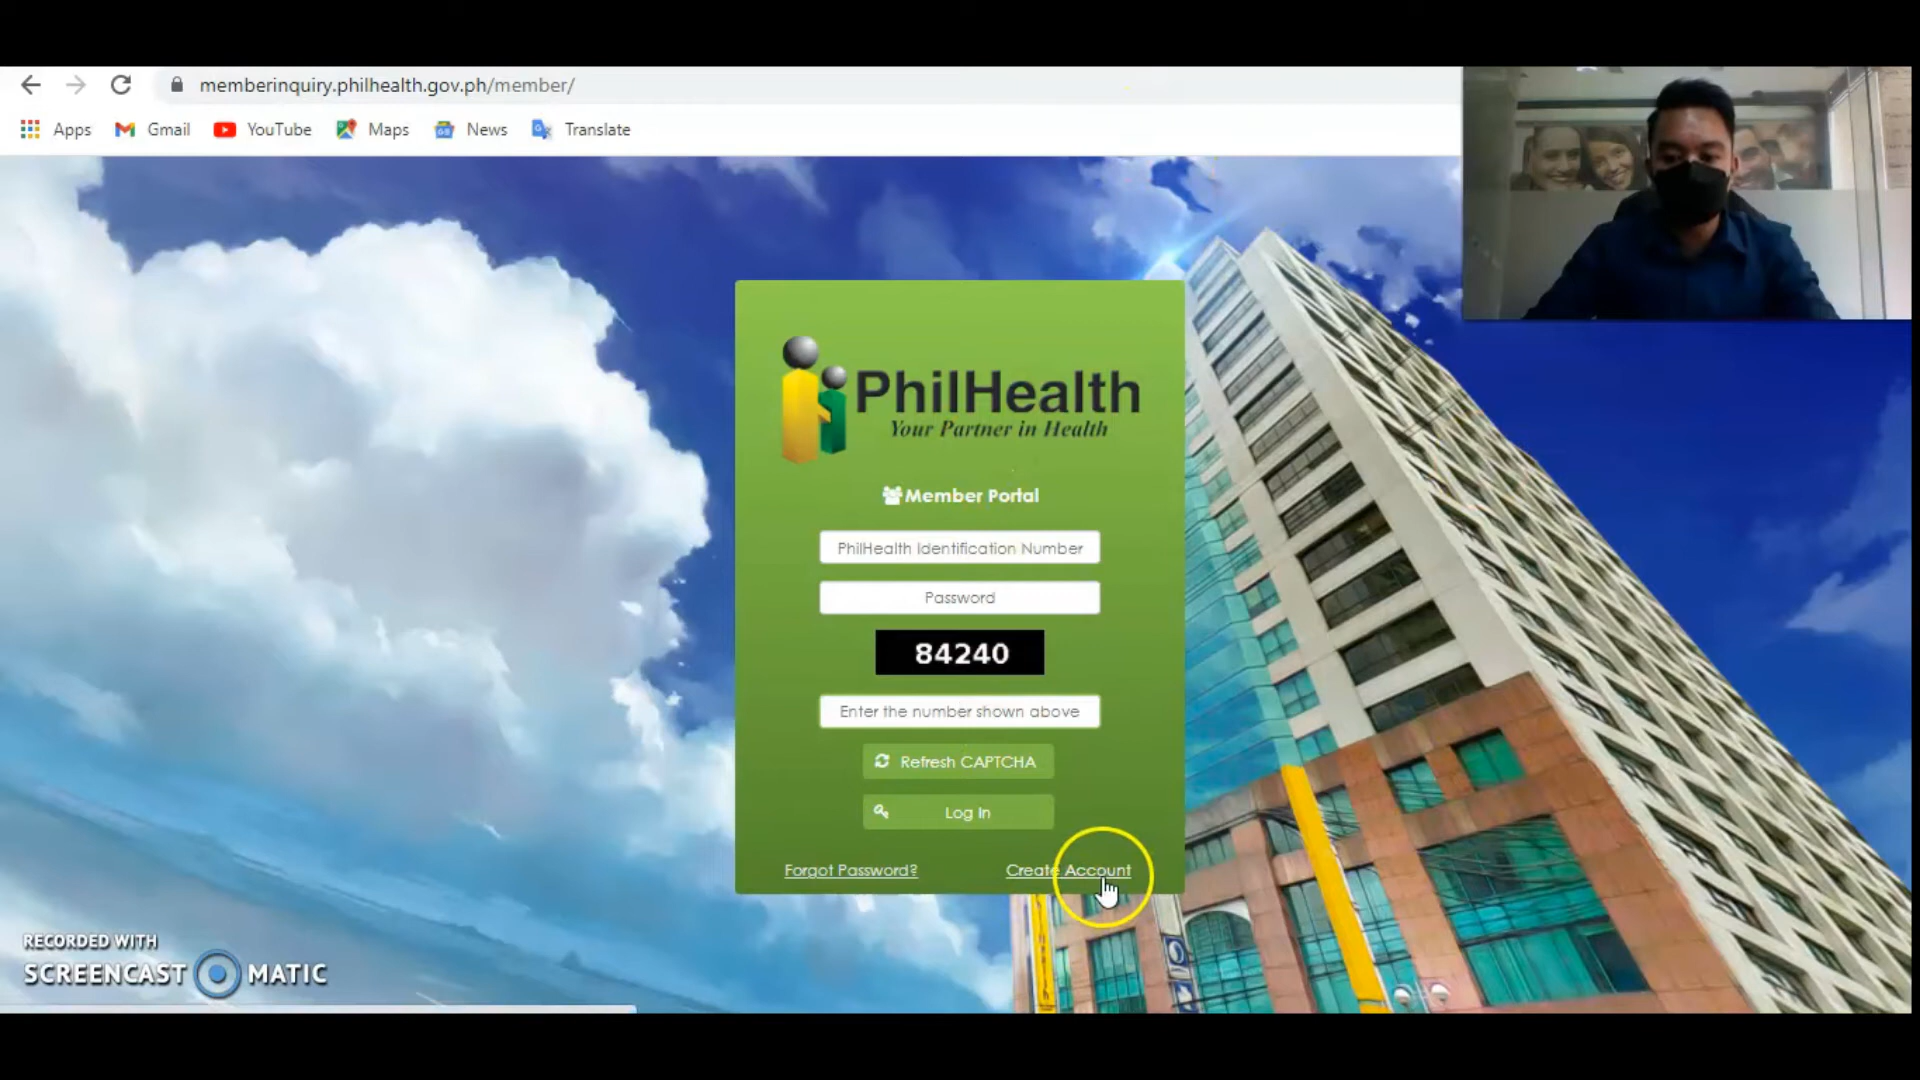 memberinquiry.philhealth.gov.ph/member/
Apps Gmail YouTube Maps News Translate
PhilHealth
Your Partner in Health
Member Portal
PhilHealth Identification Number
Password
84240
Enter the number shown above
Refresh CAPTCHA
Log In
Forgot Password? Create Account
RECORDED WITH
SCREENCAST MATIC